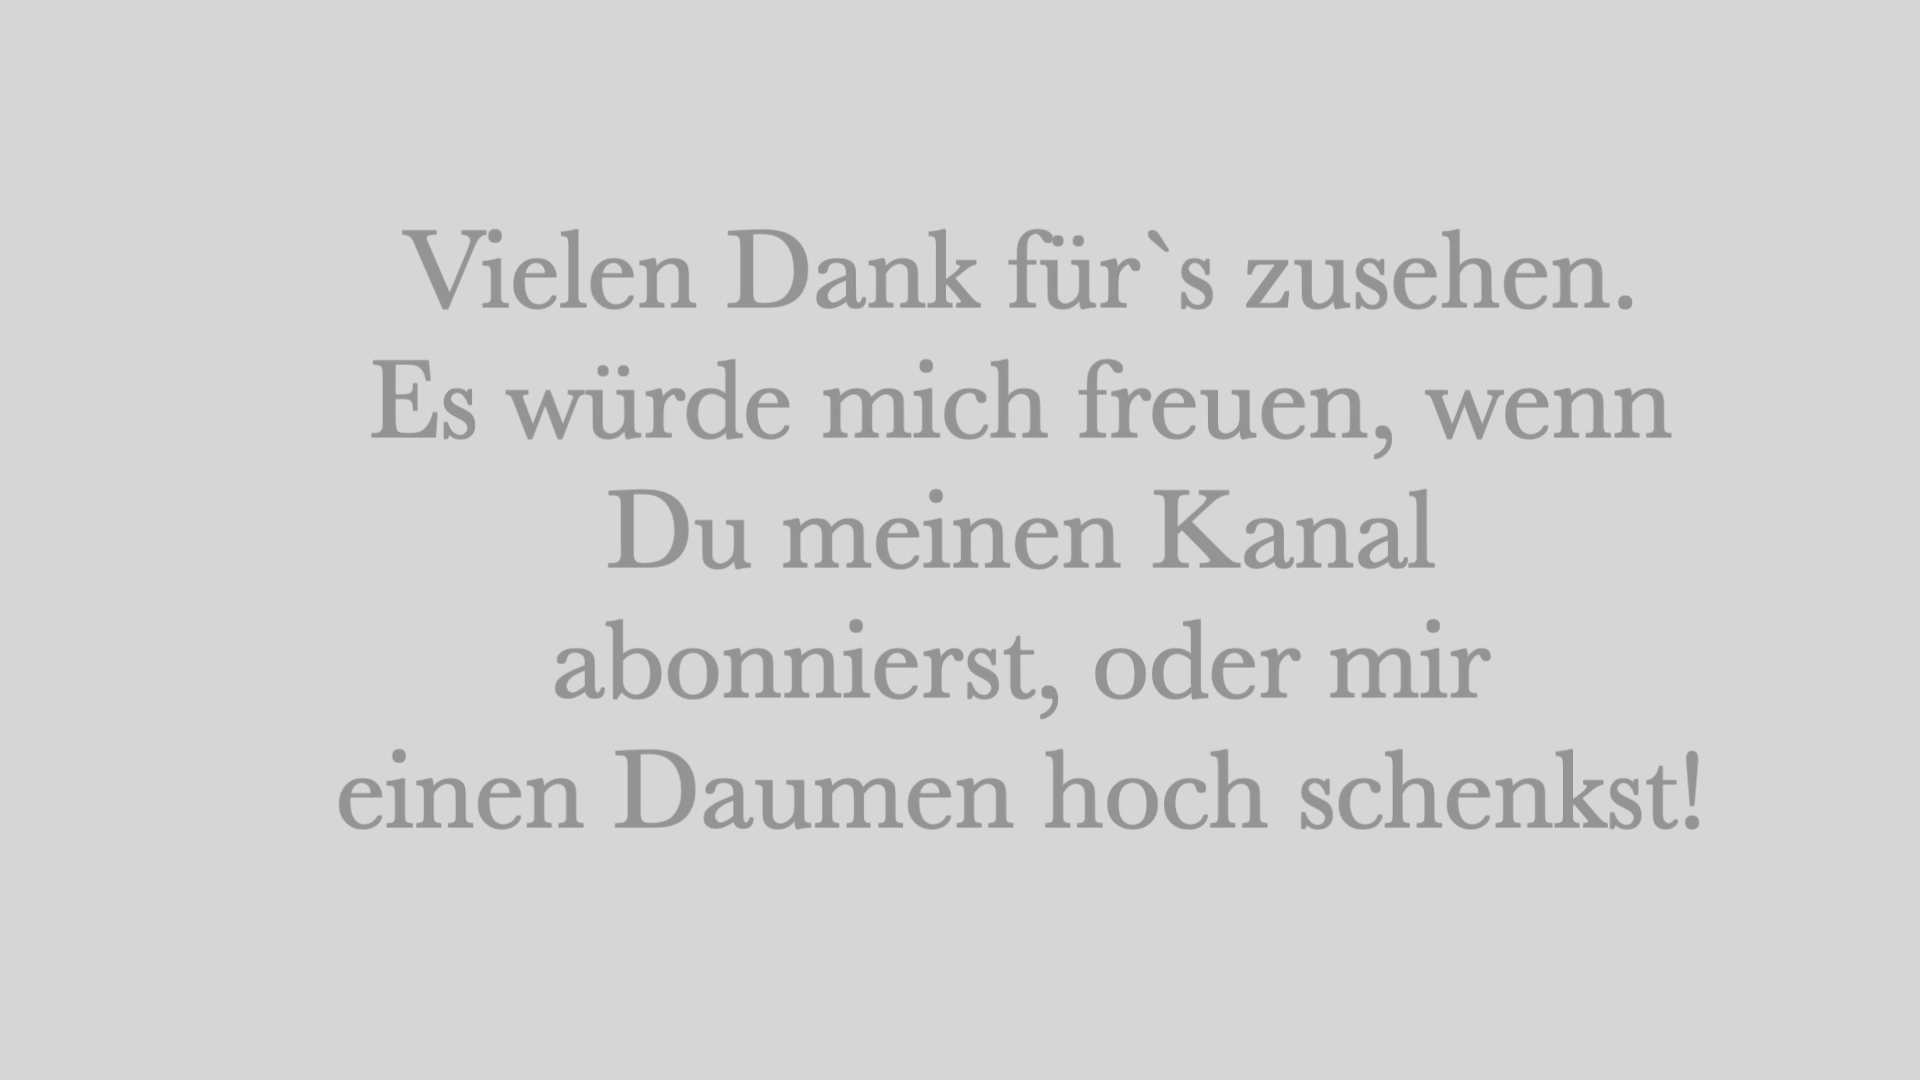 Vielen Dank für`s zusehen.
Es würde mich freuen, wenn
Du meinen Kanal
abonnierst, oder mir
einen Daumen hoch schenkst!